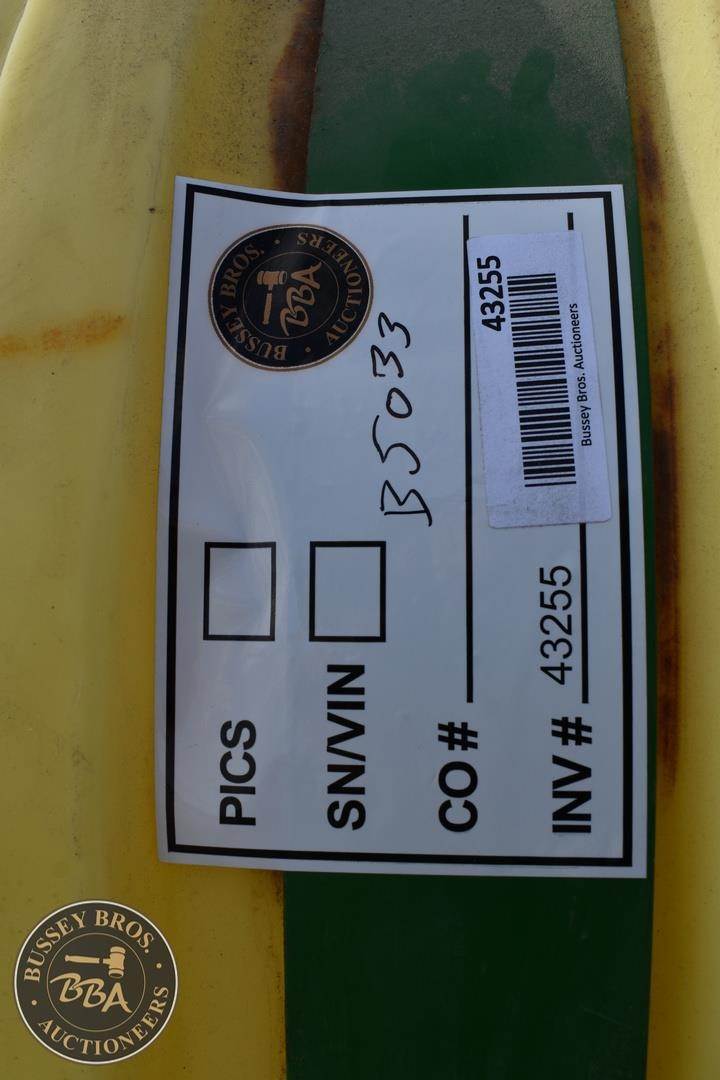 BUSSEY BROS. • AUCTIONEERS •
BBA
PICS
SN/VIN
B5033
CO #
43255
INV # 43255
Bussey Bros. Auctioneers
BUSSEY BROS. • AUCTIONEERS •
BBA